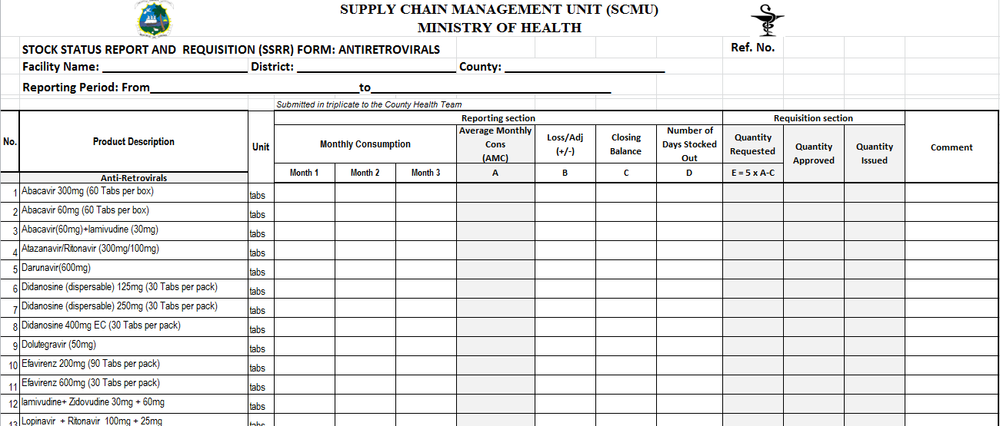 SUPPLY CHAIN MANAGEMENT UNIT (SCMU)
MINISTRY OF HEALTH
STOCK STATUS REPORT AND REQUISITION (SSRR) FORM: ANTIRETROVIRALS
Ref. No.
Facility Name: ______________________ District: ________________________ County: ________________________
Reporting Period: From________________________________to____________________________________
Submitted in triplicate to the County Health Team
No.
Product Description
Unit
Reporting section
Requisition section
Comment
Monthly Consumption
Average Monthly
Cons
(AMC)
Loss/Adj
(+/-)
Closing
Balance
Number of
Days Stocked
Out
Quantity
Requested
Quantity
Approved
Quantity
Issued
Month 1 Month 2 Month 3 A B C D E = 5 x A-C
Anti-Retrovirals
1 Abacavir 300mg (60 Tabs per box) tabs
2 Abacavir 60mg (60 Tabs per box) tabs
3 Abacavir(60mg)+lamivudine (30mg) tabs
4 Atazanavir/Ritonavir (300mg/100mg) tabs
5 Darunavir(600mg) tabs
6 Didanosine (dispersable) 125mg (30 Tabs per pack) tabs
7 Didanosine (dispersable) 250mg (30 Tabs per pack) tabs
8 Didanosine 400mg EC (30 Tabs per pack) tabs
9 Dolutegravir (50mg) tabs
10 Efavirenz 200mg (90 Tabs per pack) tabs
11 Efavirenz 600mg (30 Tabs per pack) tabs
12 lamivudine+ Zidovudine 30mg + 60mg tabs
13 Lopinavir + Ritonavir 100mg + 25mg tabs